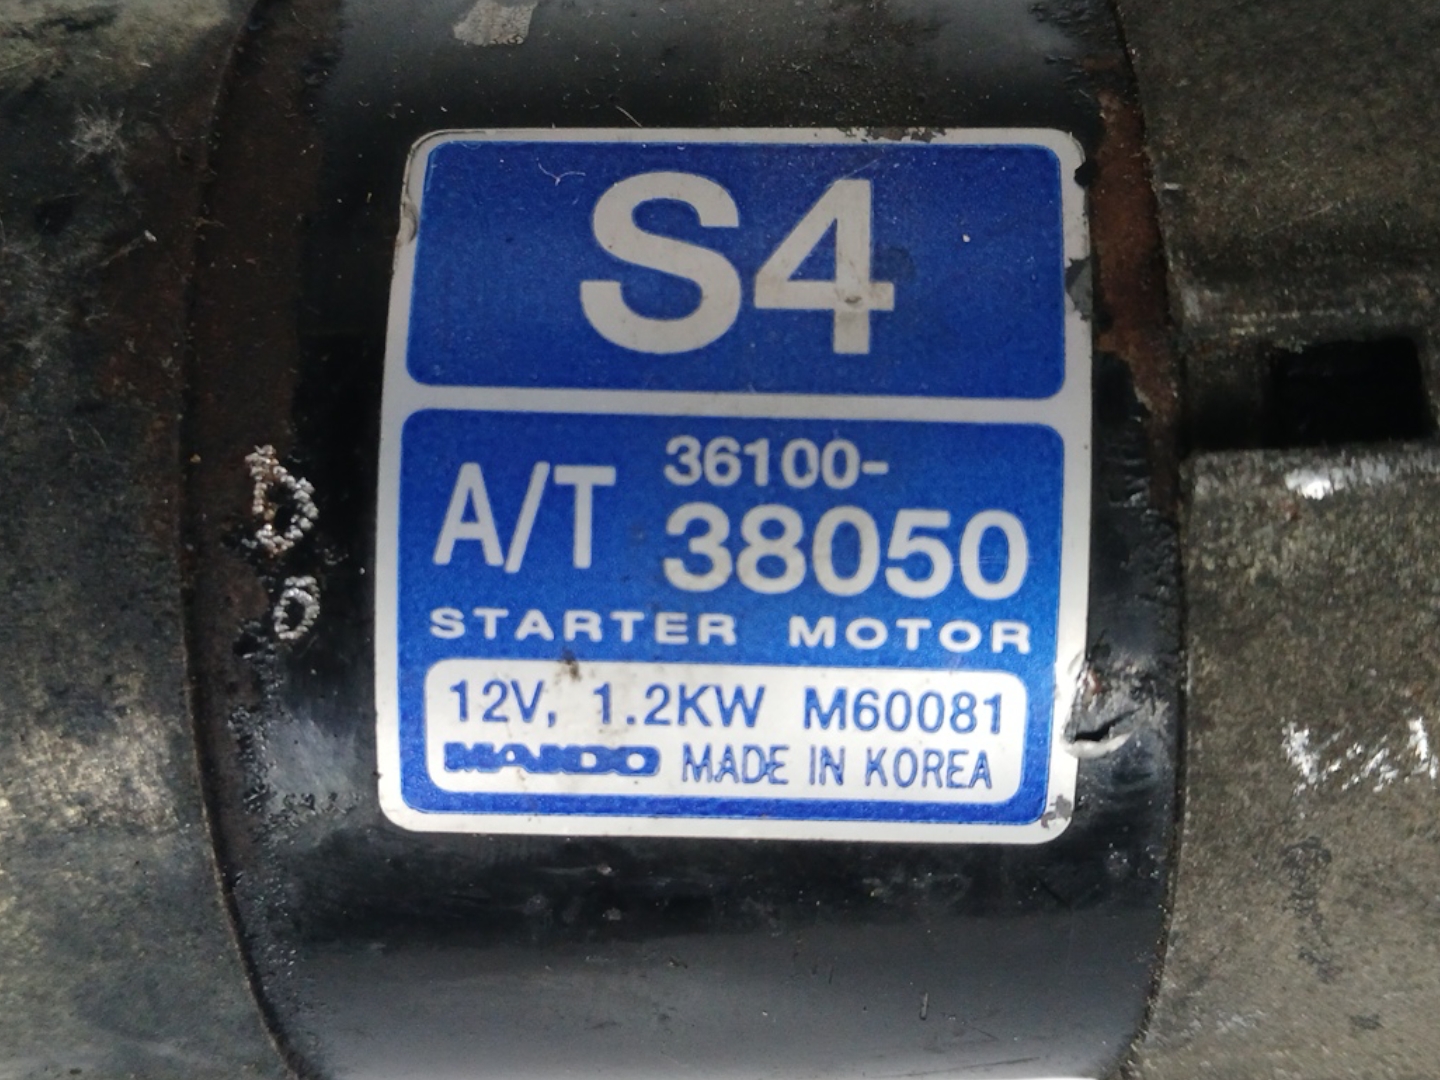 S4
A/T 36100-
38050
STARTER MOTOR
12V, 1.2KW M60081
MANDO MADE IN KOREA